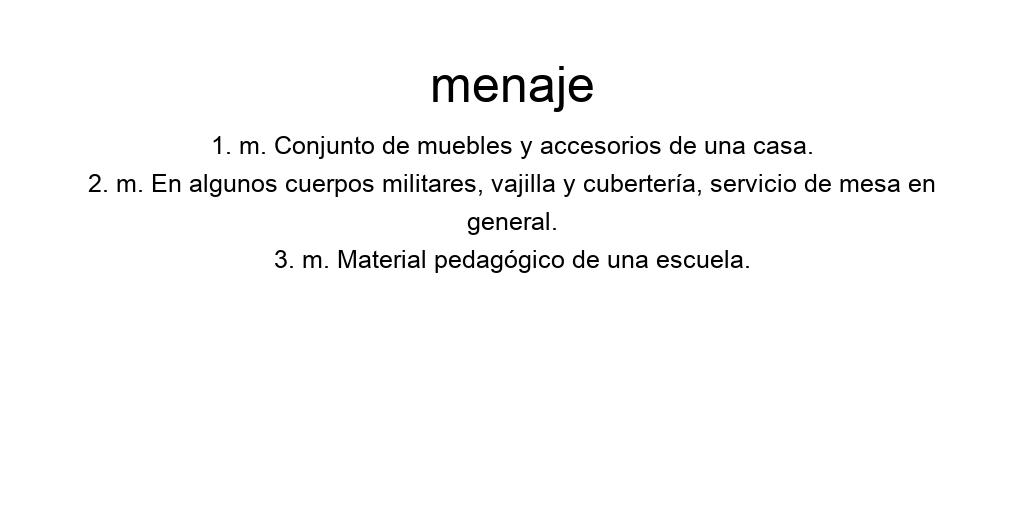 menaje
1. m. Conjunto de muebles y accesorios de una casa.
2. m. En algunos cuerpos militares, vajilla y cubertería, servicio de mesa en
general.
3. m. Material pedagógico de una escuela.